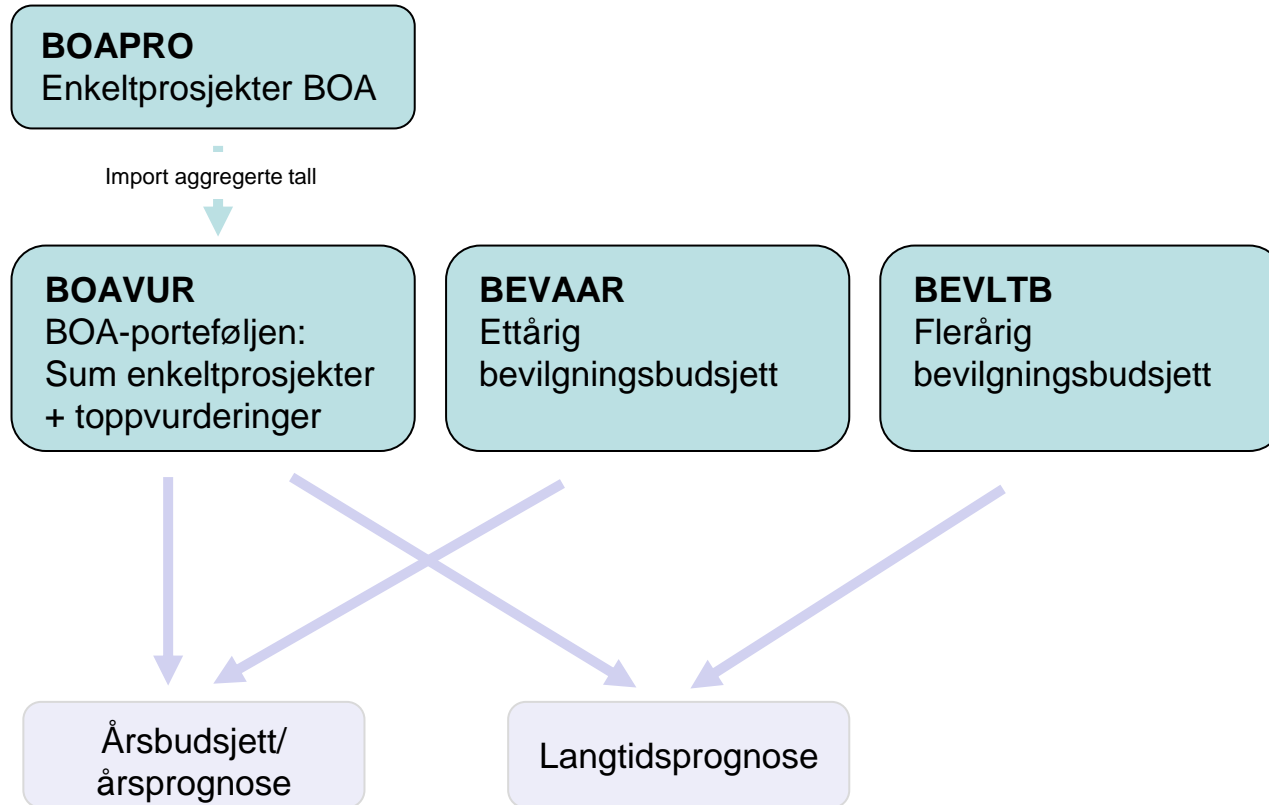 BOAPRO
Enkeltprosjekter BOA
Import aggregerte tall
BOAVUR
BOA-porteføljen:
Sum enkeltprosjekter
+ toppvurderinger
BEVAAR
Ettårig
bevilgningsbudsjett
BEVLTB
Flerårig
bevilgningsbudsjett
Årsbudsjett/
årsprognose
Langtidsprognose